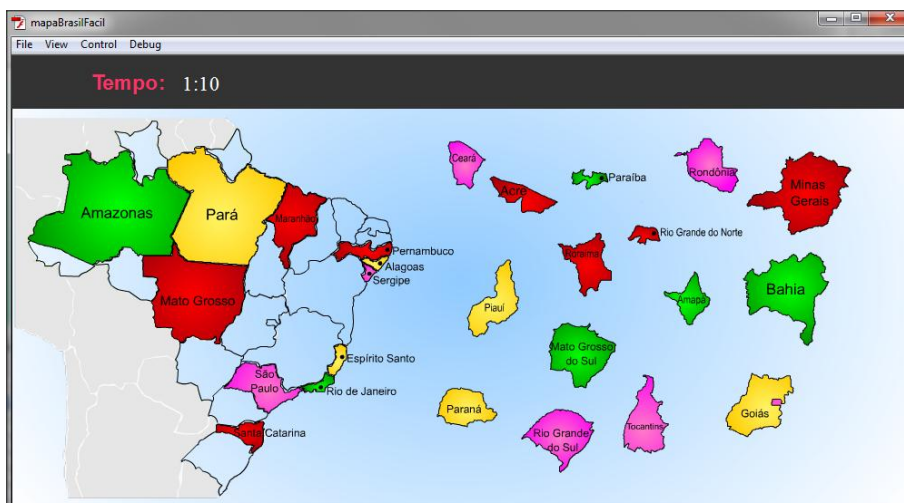 mapaBrasilFacil
File View Control Debug
Tempo: 1:10
Amazonas
Pará
Maranhão
Pernambuco
Alagoas
Sergipe
Mato Grosso
Espírito Santo
São
Paulo
Rio de Janeiro
Santa Catarina
Ceará
Acre
Paraíba
Rondônia
Minas
Gerais
Rio Grande do Norte
Roraima
Piauí
Amapá
Bahia
Mato Grosso
do Sul
Paraná
Rio Grande
do Sul
Tocantins
Goiás